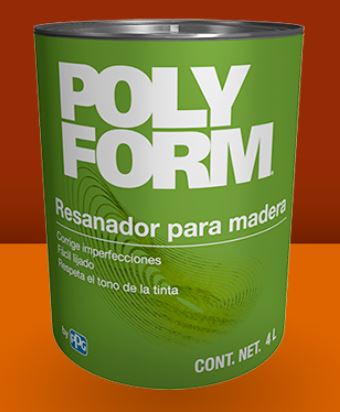 POLY
FORM
Resanador para madera
Corrige imperfecciones
Fácil lijado
Respeta el tono de la tinta
by PPG
CONT. NET. 4 L